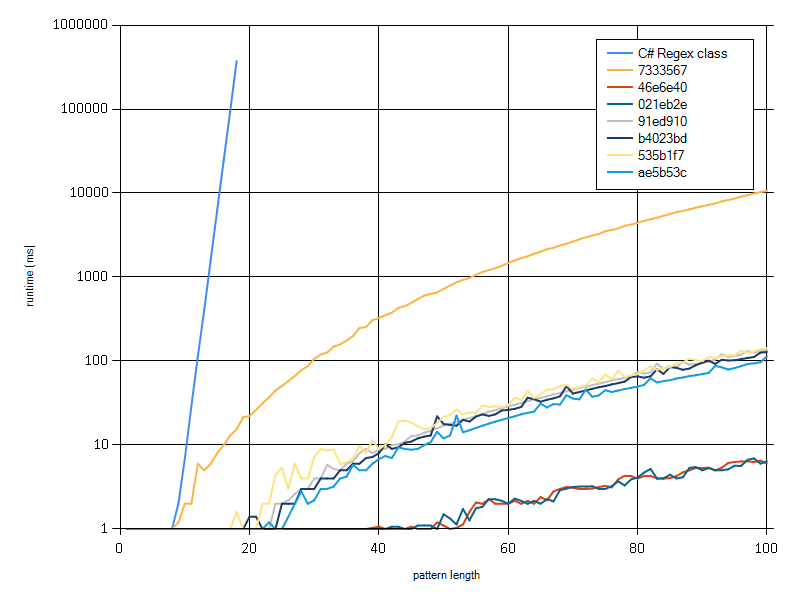 1000000
100000
10000
1000
100
10
1
runtime [ms]
0
20
40
60
80
100
pattern length
C# Regex class
7333567
46e6e40
021eb2e
91ed910
b4023bd
535b1f7
ae5b53c